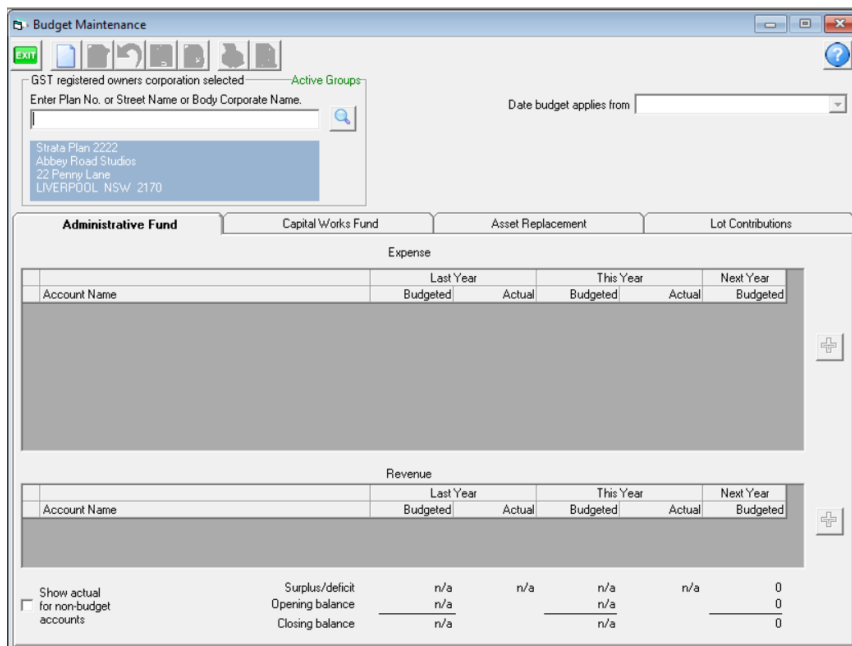 Budget Maintenance
EXIT
?
GST registered owners corporation selected Active Groups
Enter Plan No. or Street Name or Body Corporate Name.
Date budget applies from
Strata Plan 2222
Abbey Road Studios
22 Penny Lane
LIVERPOOL NSW 2170
Administrative Fund Capital Works Fund Asset Replacement Lot Contributions
Expense
Last Year This Year Next Year
Account Name Budgeted Actual Budgeted Actual Budgeted
Revenue
Last Year This Year Next Year
Account Name Budgeted Actual Budgeted Actual Budgeted
Show actual
for non-budget
accounts
Surplus/deficit n/a n/a n/a n/a 0
Opening balance n/a n/a 0
Closing balance n/a n/a 0